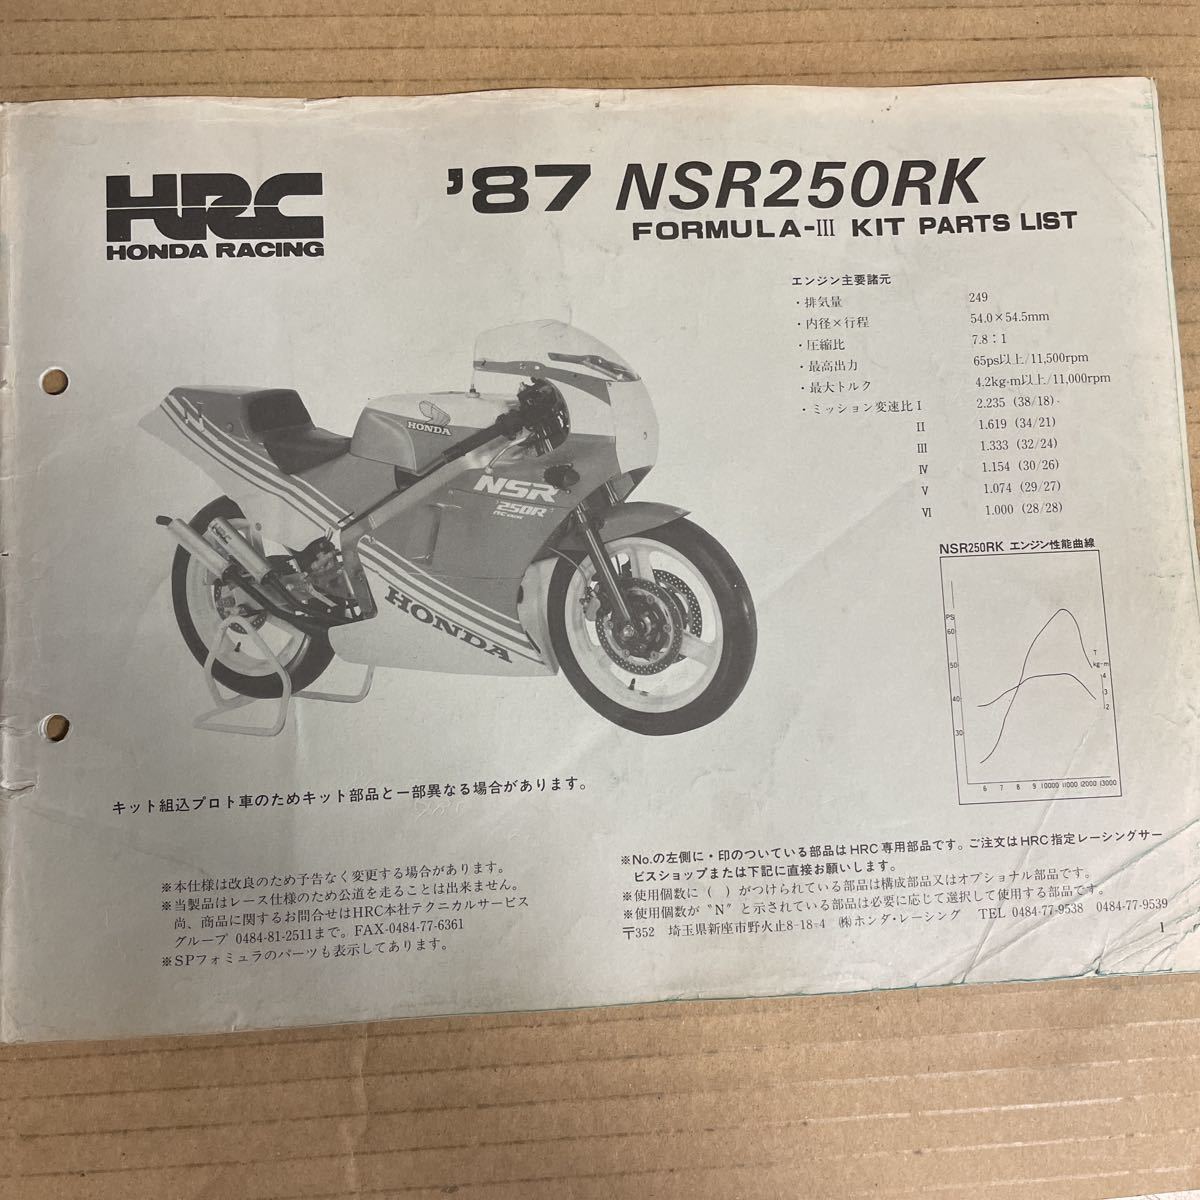 HRC
HONDA RACING
'87 NSR250RK
FORMULA-III KIT PARTS LIST
エンジン主要諸元
・排気量 249
・内径×行程 54.0×54.5mm
・圧縮比 7.8：1
・最高出力 65ps以上/11,500rpm
・最大トルク 4.2kg-m以上/11,000rpm
・ミッション変速比 I 2.235 (38/18)
II 1.619 (34/21)
III 1.333 (32/24)
IV 1.154 (30/26)
V 1.074 (29/27)
VI 1.000 (28/28)
HONDA
NSR
250R
HRC
HONDA
NSR250RK エンジン性能曲線
PS
60
50
40
30
T
kg-m
4
3
2
6 7 8 9 10000 11000 12000 13000
キット組込プロト車のためキット部品と一部異なる場合があります。
※本仕様は改良のため予告なく変更する場合があります。
※当製品はレース仕様のため公道を走ることは出来ません。
尚、商品に関するお問合せはHRC本社テクニカルサービス
グループ 0484-81-2511まで。FAX-0484-77-6361
※SPフォミュラのパーツも表示してあります。
※No.の左側に・印のついている部品はHRC専用部品です。ご注文はHRC指定レーシングサー
ビスショップまたは下記に直接お願いします。
※使用個数に（ ）がつけられている部品は構成部品又はオプショナル部品です。
※使用個数が〝N〟と示されている部品は必要に応じて選択して使用する部品です。
〒352 埼玉県新座市野火止8-18-4 ㈱ホンダ・レーシング TEL 0484-77-9538 0484-77-9539
1